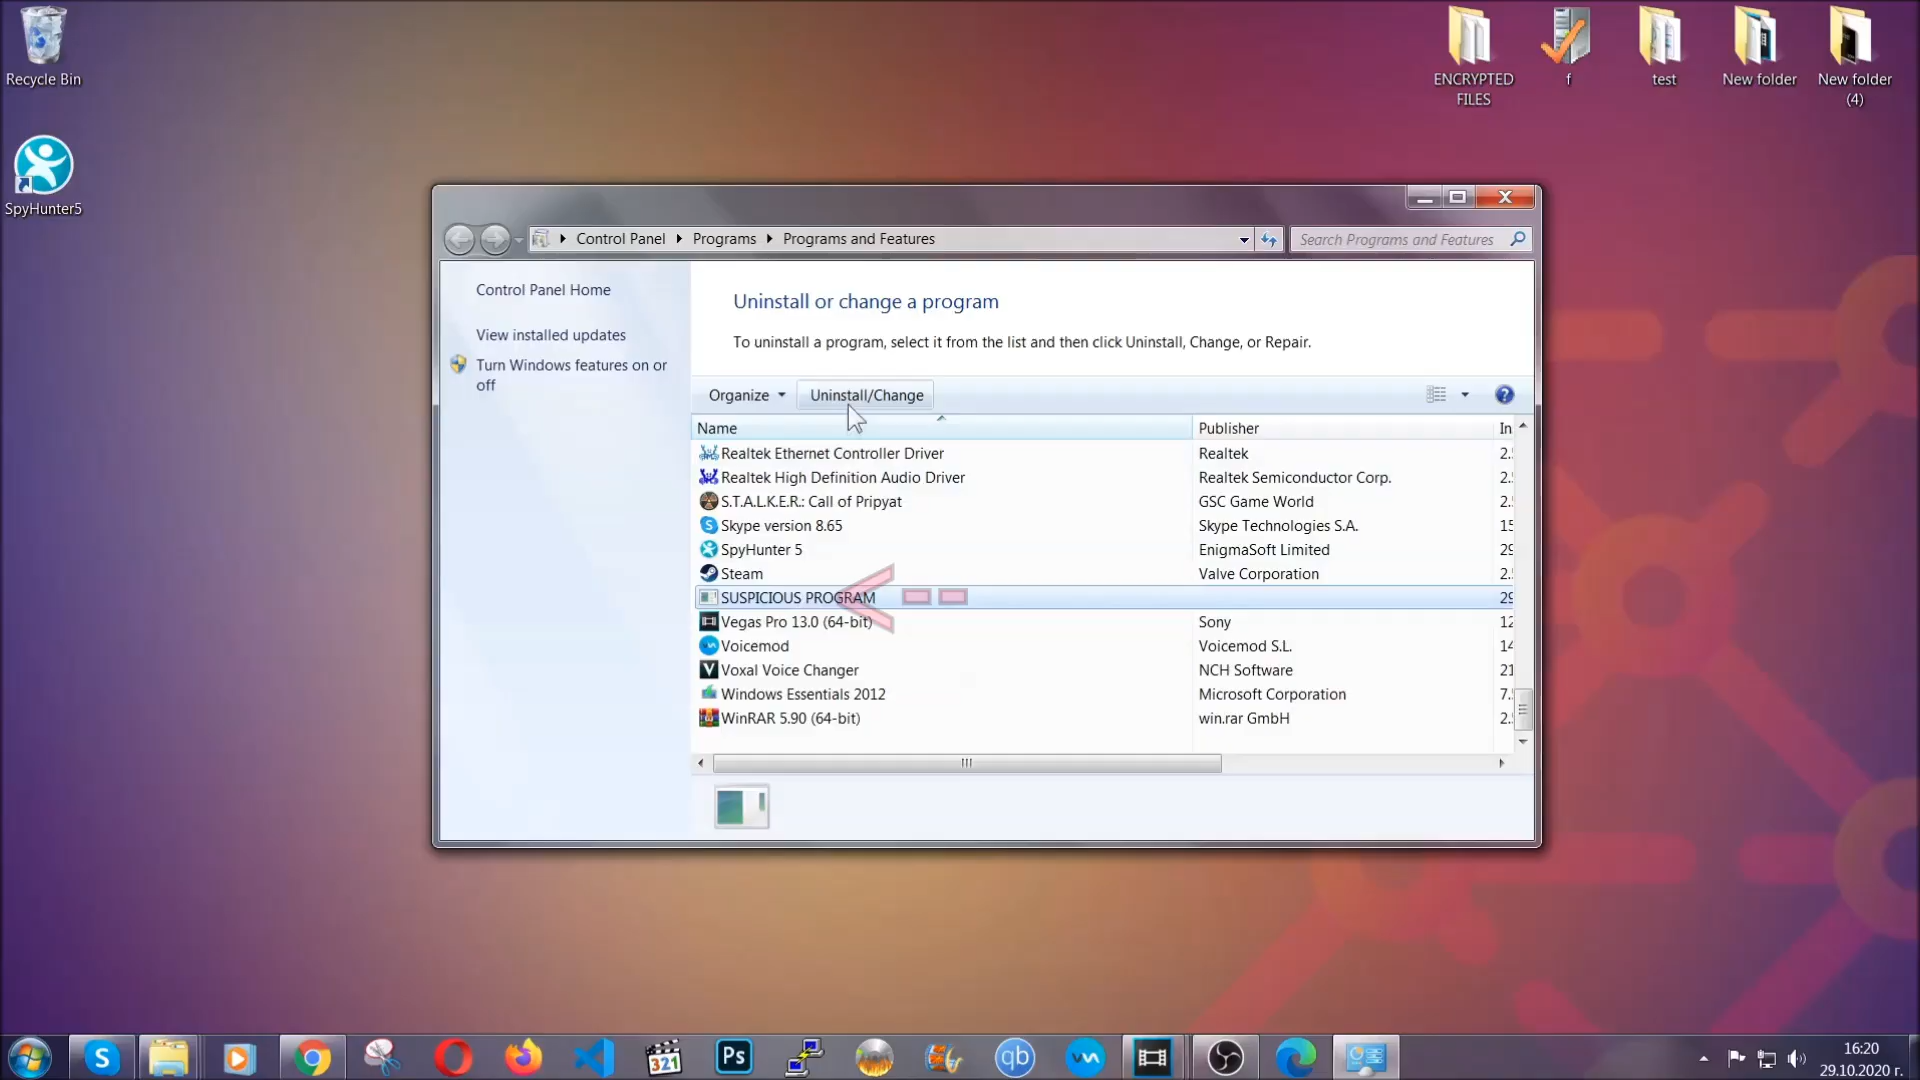 Recycle Bin
SpyHunter5
ENCRYPTED
FILES
f
test
New folder
New folder
(4)
Control Panel
Programs
Programs and Features
Search Programs and Features
Control Panel Home
View installed updates
Turn Windows features on or
off
Uninstall or change a program
To uninstall a program, select it from the list and then click Uninstall, Change, or Repair.
Organize Uninstall/Change
Name Publisher In
Realtek Ethernet Controller Driver Realtek 2.
Realtek High Definition Audio Driver Realtek Semiconductor Corp. 2.
S.T.A.L.K.E.R.: Call of Pripyat GSC Game World 2.
Skype version 8.65 Skype Technologies S.A. 15
SpyHunter 5 EnigmaSoft Limited 29
Steam Valve Corporation 2.
SUSPICIOUS PROGRAM 29
Vegas Pro 13.0 (64-bit) Sony 12
Voicemod Voicemod S.L. 14
Voxal Voice Changer NCH Software 21
Windows Essentials 2012 Microsoft Corporation 7.
WinRAR 5.90 (64-bit) win.rar GmbH 2.
321
Ps
qb
16:20
29.10.2020 г.